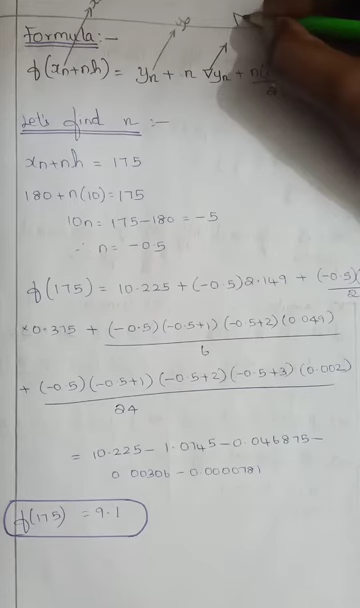 x
Formula:-
y
∇
f(xn+nh) = yn + n ∇yn + n(
2
Let's find n :-
xn+nh = 175
180+n(10)=175
10n = 175-180 = -5
∴ n = -0.5
f(175) = 10.225 + (-0.5)2.149 + (-0.5)(
2
×0.375 + (-0.5)(-0.5+1)(-0.5+2)(0.049)
6
+ (-0.5)(-0.5+1)(-0.5+2)(-0.5+3)(0.002)
24
= 10.225 - 1.0745 - 0.046875 -
0.00306 - 0.0000781
f(175) = 9.1